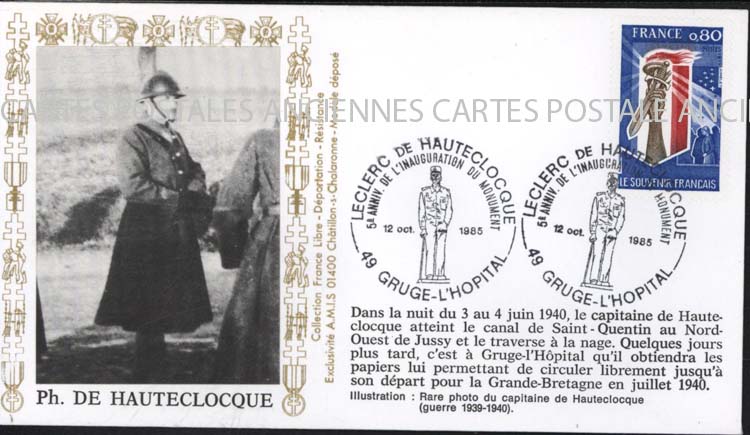 FRANCE 0,80
LE SOUVENIR FRANÇAIS
CARTES POSTALES ANCIENNES CARTES POSTALE ANCIEN
Collection France Libre - Déportation - Résistance
Exclusivité A.M.I.S 01400 Châtillon-s-Chalaronne - Modèle déposé
LECLERC DE HAUTECLOCQUE
5è ANNIV. DE L'INAUGURATION DU MONUMENT
12 oct. 1985
49 GRUGE-L'HOPITAL
LECLERC DE HAUTECLOCQUE
5è ANNIV. DE L'INAUGURATION DU MONUMENT
12 oct. 1985
49 GRUGE-L'HOPITAL
Dans la nuit du 3 au 4 juin 1940, le capitaine de Haute-
clocque atteint le canal de Saint-Quentin au Nord-
Ouest de Jussy et le traverse à la nage. Quelques jours
plus tard, c'est à Gruge-l'Hôpital qu'il obtiendra les
papiers lui permettant de circuler librement jusqu'à
son départ pour la Grande-Bretagne en juillet 1940.
Illustration : Rare photo du capitaine de Hauteclocque
(guerre 1939-1940).
Ph. DE HAUTECLOCQUE